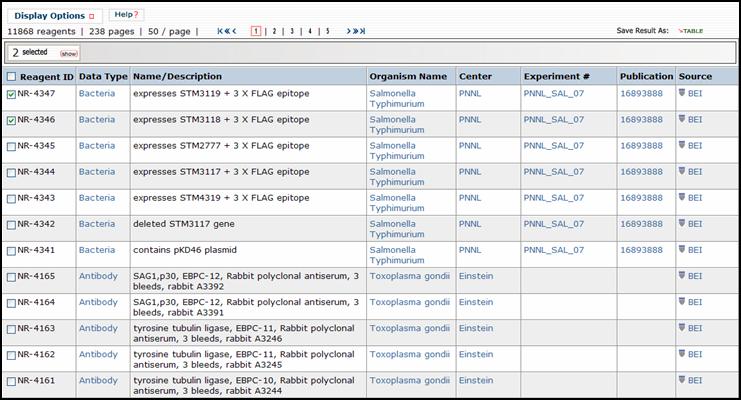 Display Options Help?
11868 reagents | 238 pages | 50 / page | 1 | 2 | 3 | 4 | 5 Save Result As: TABLE
2 selected (show)
Reagent ID Data Type Name/Description Organism Name Center Experiment # Publication Source
NR-4347 Bacteria expresses STM3119 + 3 X FLAG epitope Salmonella Typhimurium PNNL PNNL_SAL_07 16893888 BEI
NR-4346 Bacteria expresses STM3118 + 3 X FLAG epitope Salmonella Typhimurium PNNL PNNL_SAL_07 16893888 BEI
NR-4345 Bacteria expresses STM2777 + 3 X FLAG epitope Salmonella Typhimurium PNNL PNNL_SAL_07 16893888 BEI
NR-4344 Bacteria expresses STM3117 + 3 X FLAG epitope Salmonella Typhimurium PNNL PNNL_SAL_07 16893888 BEI
NR-4343 Bacteria expresses STM4319 + 3 X FLAG epitope Salmonella Typhimurium PNNL PNNL_SAL_07 16893888 BEI
NR-4342 Bacteria deleted STM3117 gene Salmonella Typhimurium PNNL PNNL_SAL_07 16893888 BEI
NR-4341 Bacteria contains pKD46 plasmid Salmonella Typhimurium PNNL PNNL_SAL_07 16893888 BEI
NR-4165 Antibody SAG1,p30, EBPC-12, Rabbit polyclonal antiserum, 3 bleeds, rabbit A3392 Toxoplasma gondii Einstein BEI
NR-4164 Antibody SAG1,p30, EBPC-12, Rabbit polyclonal antiserum, 3 bleeds, rabbit A3391 Toxoplasma gondii Einstein BEI
NR-4163 Antibody tyrosine tubulin ligase, EBPC-11, Rabbit polyclonal antiserum, 3 bleeds, rabbit A3246 Toxoplasma gondii Einstein BEI
NR-4162 Antibody tyrosine tubulin ligase, EBPC-11, Rabbit polyclonal antiserum, 3 bleeds, rabbit A3245 Toxoplasma gondii Einstein BEI
NR-4161 Antibody tyrosine tubulin ligase, EBPC-10, Rabbit polyclonal antiserum, 3 bleeds, rabbit A3244 Toxoplasma gondii Einstein BEI